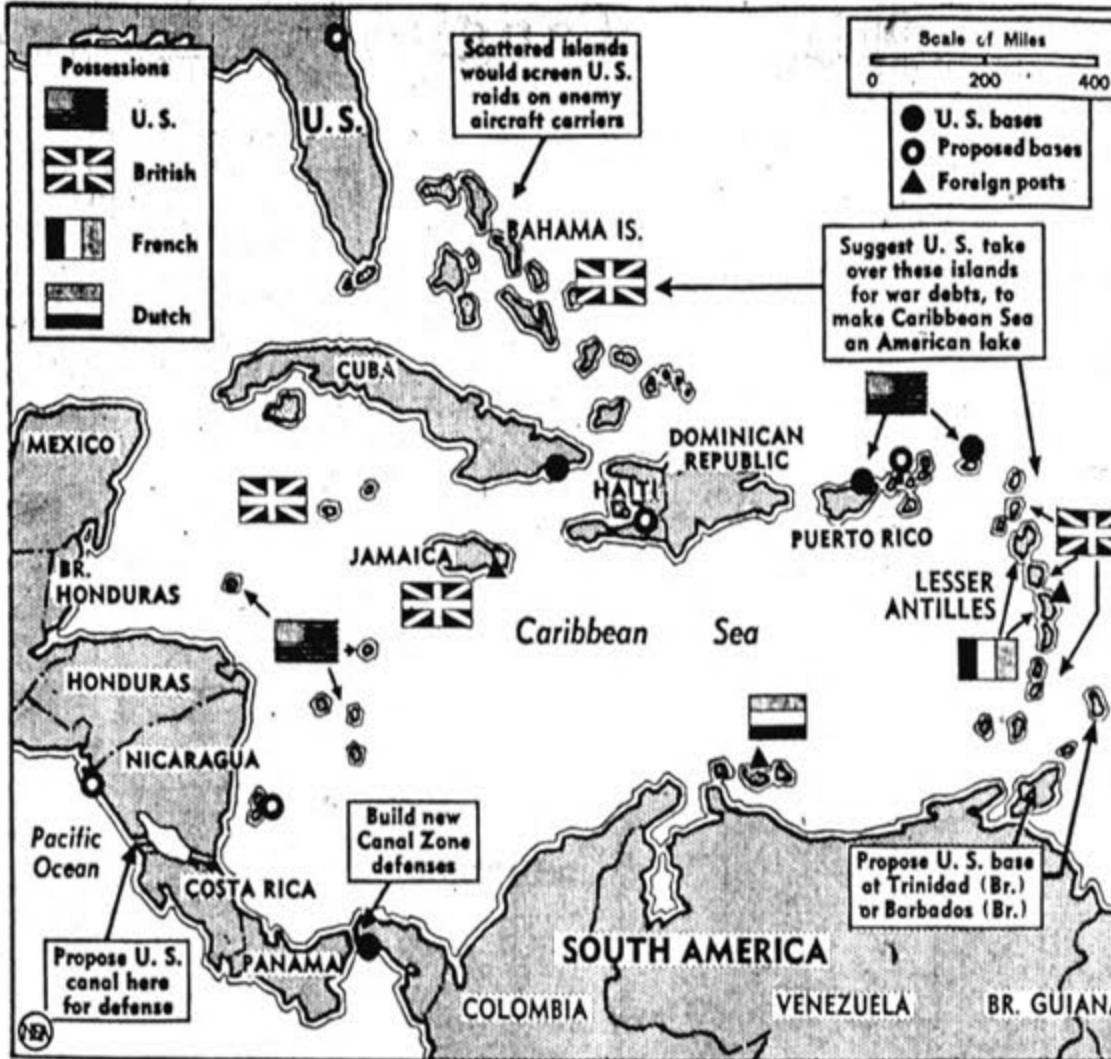 Possessions
U. S.
British
French
Dutch
U.S.
Scattered islands
would screen U. S.
raids on enemy
aircraft carriers
Scale of Miles
0 200 400
U. S. bases
Proposed bases
Foreign posts
BAHAMA IS.
Suggest U. S. take
over these islands
for war debts, to
make Caribbean Sea
an American lake
CUBA
MEXICO
DOMINICAN
REPUBLIC
HAITI
PUERTO RICO
JAMAICA
BR.
HONDURAS
LESSER
ANTILLES
Caribbean Sea
HONDURAS
NICARAGUA
Pacific
Ocean
Build new
Canal Zone
defenses
COSTA RICA
Propose U. S. base
at Trinidad (Br.)
or Barbados (Br.)
Propose U. S.
canal here
for defense
PANAMA
SOUTH AMERICA
COLOMBIA
VENEZUELA
BR. GUIANA
NEA